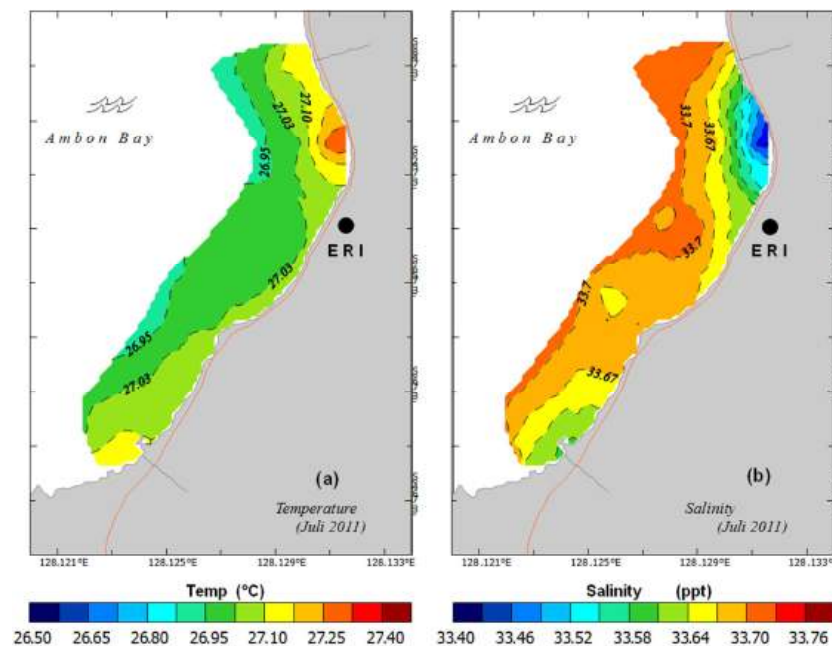 Ambon Bay
27.10
27.03
26.95
ERI
27.03
26.95
27.03
(a)
Temperature
(Juli 2011)
128.121°E 128.125°E 128.129°E 128.133°E
Temp (°C)
26.50 26.65 26.80 26.95 27.10 27.25 27.40
Ambon Bay
33.7
33.67
ERI
33.7
33.7
33.67
(b)
Salinity
(Juli 2011)
128.121°E 128.125°E 128.129°E 128.133°E
Salinity (ppt)
33.40 33.46 33.52 33.58 33.64 33.70 33.76